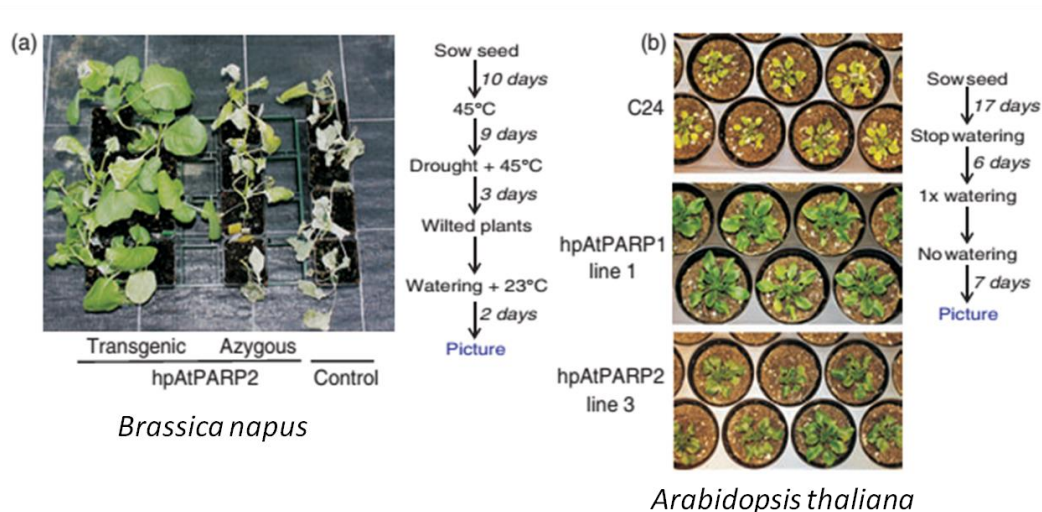 (a)
Sow seed
10 days
45°C
9 days
Drought + 45°C
3 days
Wilted plants
Watering + 23°C
2 days
Picture
Transgenic Azygous
hpAtPARP2 Control
Brassica napus
(b)
C24
hpAtPARP1
line 1
hpAtPARP2
line 3
Sow seed
17 days
Stop watering
6 days
1x watering
No watering
7 days
Picture
Arabidopsis thaliana